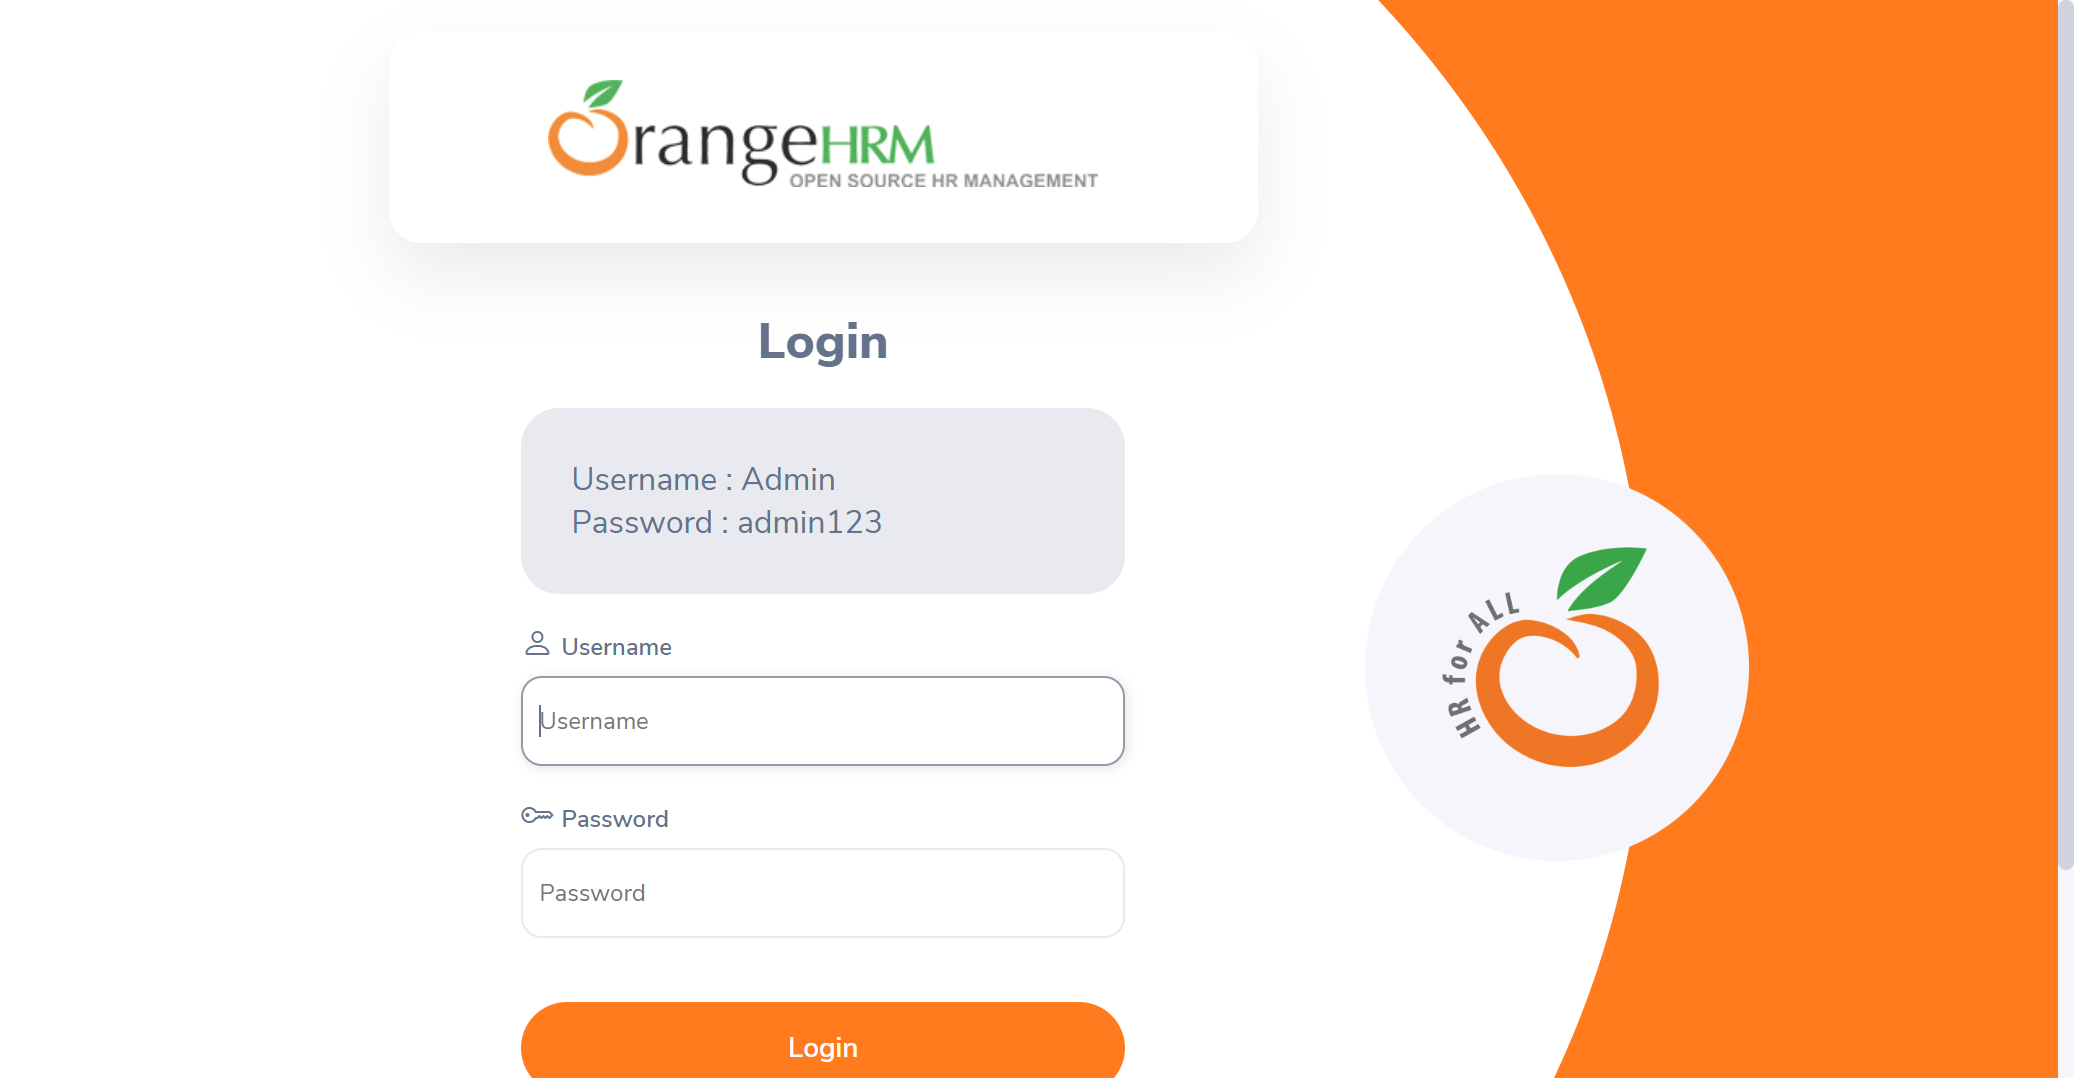 OrangeHRM
OPEN SOURCE HR MANAGEMENT
Login
Username : Admin
Password : admin123
Username
Username
Password
Password
Login
HR for ALL